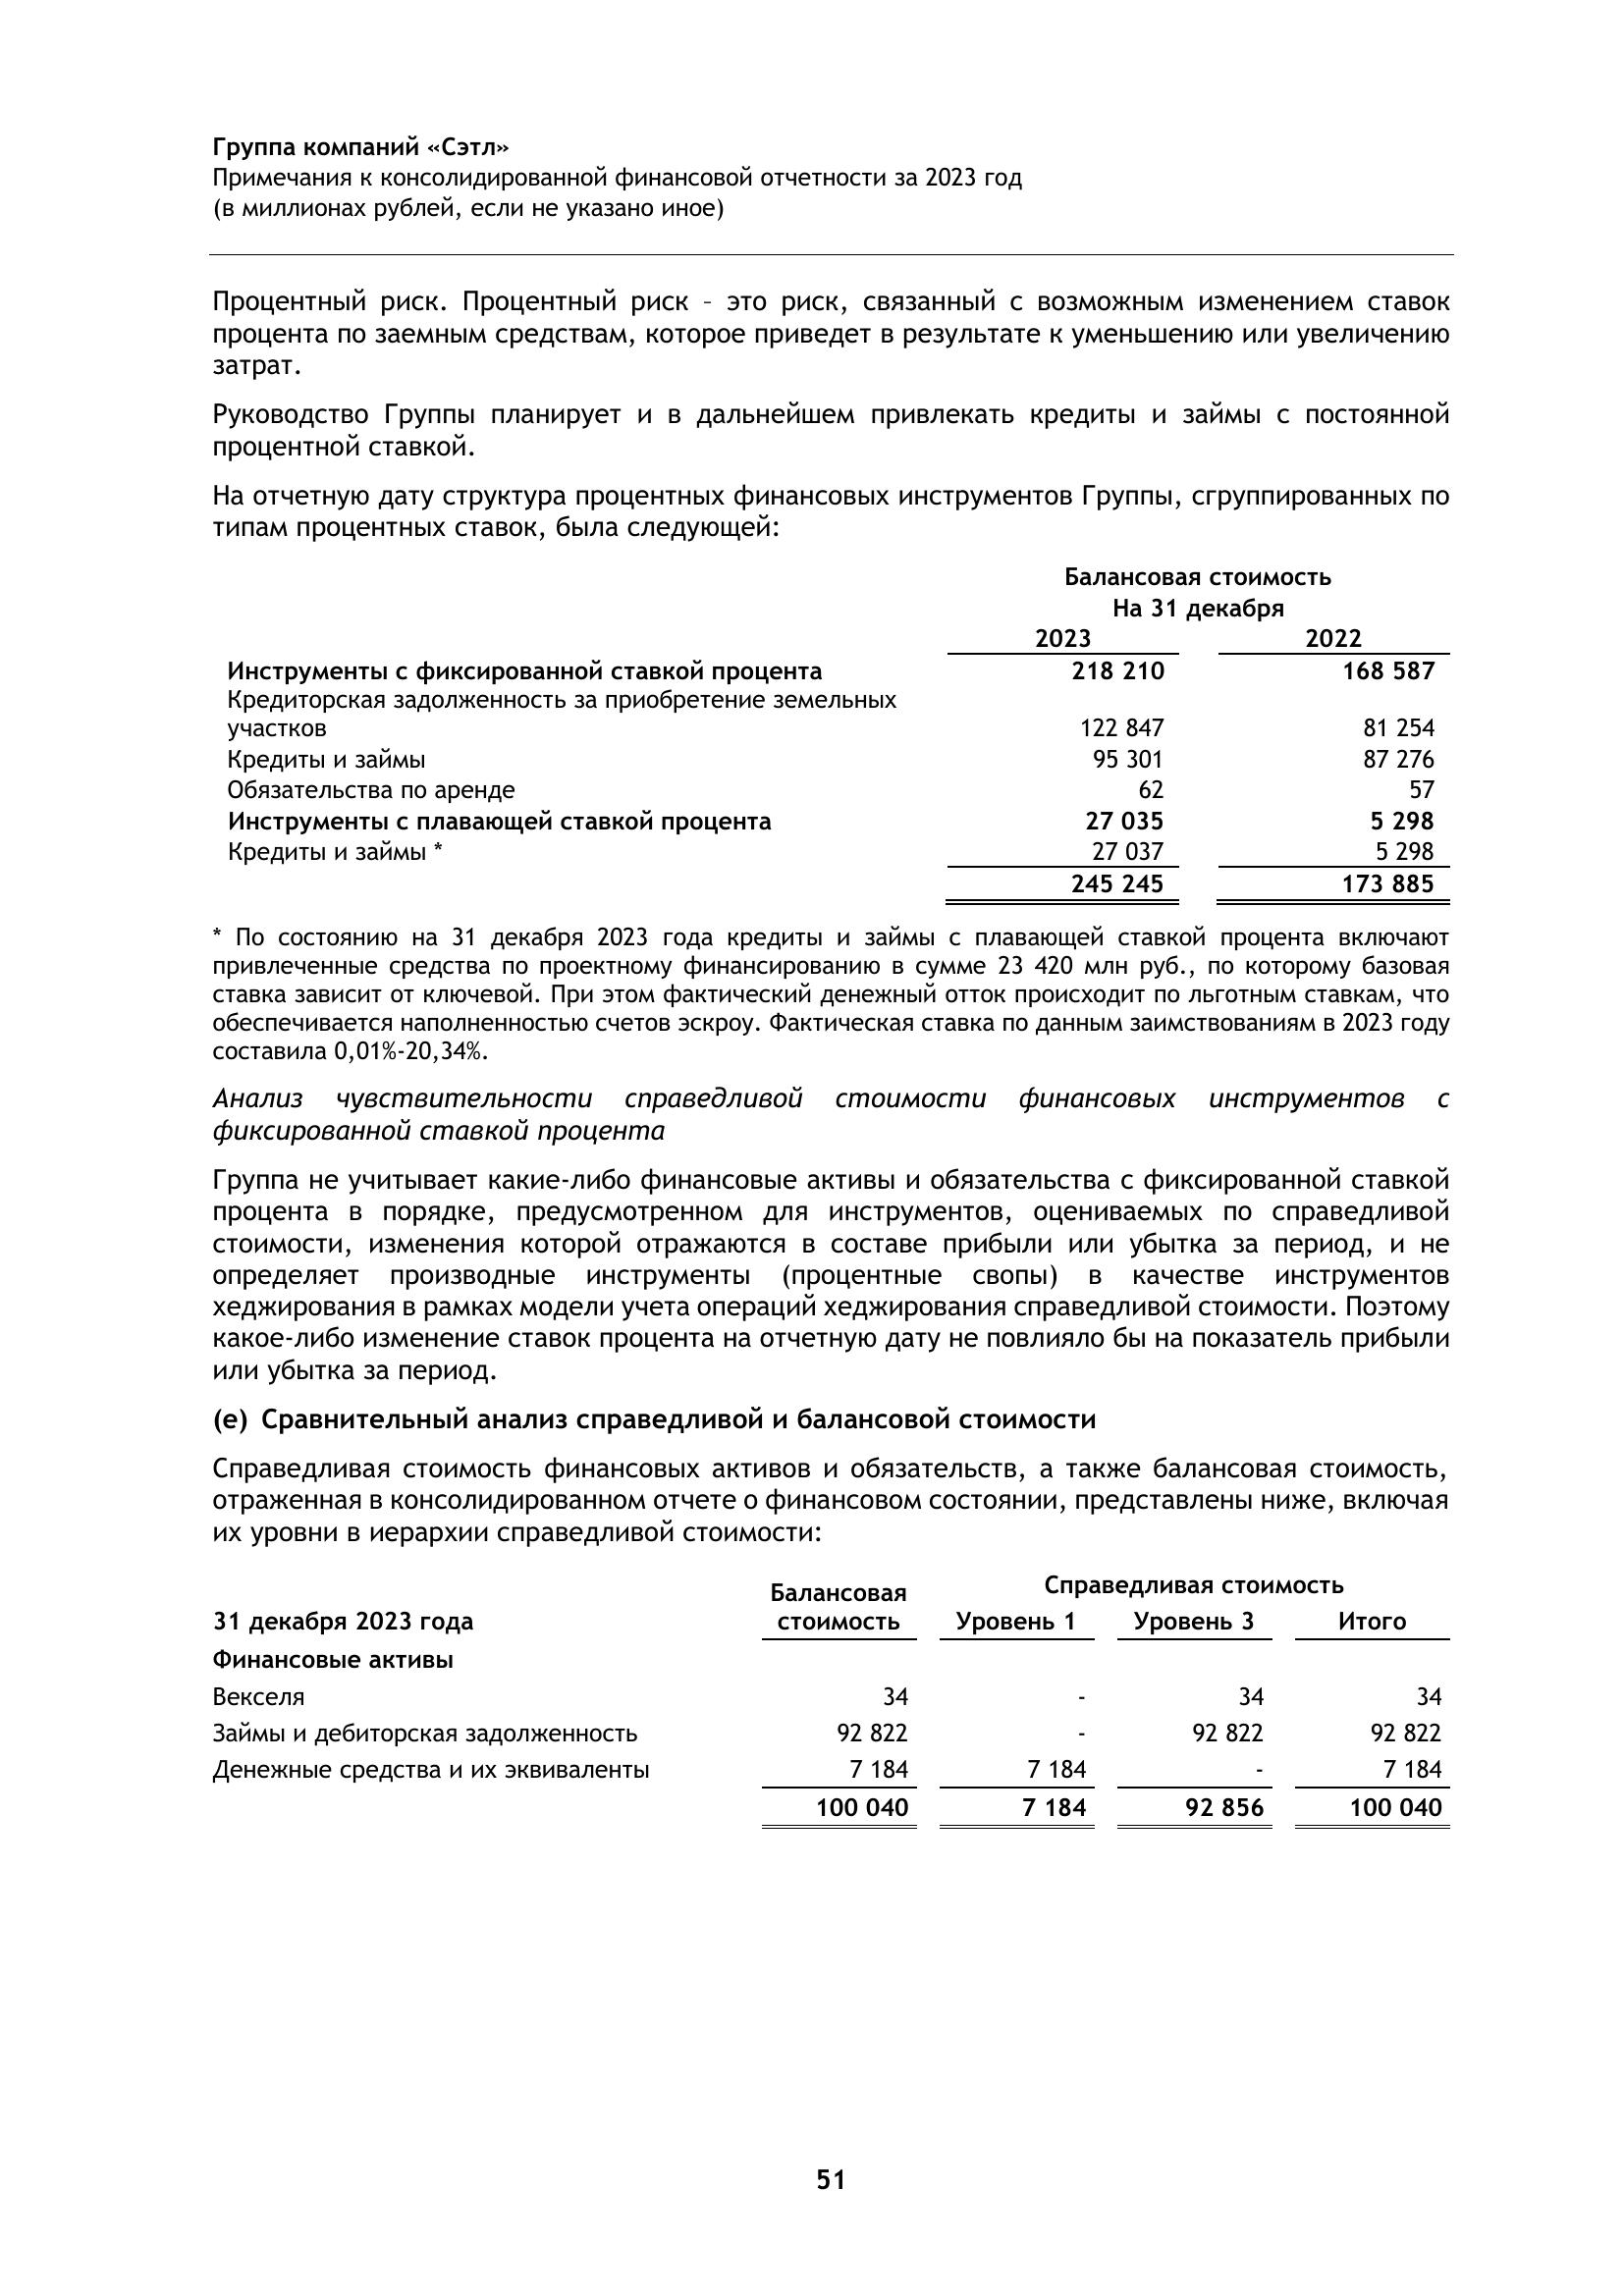 Группа компаний «Сэтл»
Примечания к консолидированной финансовой отчетности за 2023 год
(в миллионах рублей, если не указано иное)
Процентный риск. Процентный риск – это риск, связанный с возможным изменением ставок
процента по заемным средствам, которое приведет в результате к уменьшению или увеличению
затрат.
Руководство Группы планирует и в дальнейшем привлекать кредиты и займы с постоянной
процентной ставкой.
На отчетную дату структура процентных финансовых инструментов Группы, сгруппированных по
типам процентных ставок, была следующей:
Балансовая стоимость
На 31 декабря
2023 2022
Инструменты с фиксированной ставкой процента 218 210 168 587
Кредиторская задолженность за приобретение земельных
участков 122 847 81 254
Кредиты и займы 95 301 87 276
Обязательства по аренде 62 57
Инструменты с плавающей ставкой процента 27 035 5 298
Кредиты и займы * 27 037 5 298
245 245 173 885
* По состоянию на 31 декабря 2023 года кредиты и займы с плавающей ставкой процента включают
привлеченные средства по проектному финансированию в сумме 23 420 млн руб., по которому базовая
ставка зависит от ключевой. При этом фактический денежный отток происходит по льготным ставкам, что
обеспечивается наполненностью счетов эскроу. Фактическая ставка по данным заимствованиям в 2023 году
составила 0,01%-20,34%.
Анализ чувствительности справедливой стоимости финансовых инструментов с
фиксированной ставкой процента
Группа не учитывает какие-либо финансовые активы и обязательства с фиксированной ставкой
процента в порядке, предусмотренном для инструментов, оцениваемых по справедливой
стоимости, изменения которой отражаются в составе прибыли или убытка за период, и не
определяет производные инструменты (процентные свопы) в качестве инструментов
хеджирования в рамках модели учета операций хеджирования справедливой стоимости. Поэтому
какое-либо изменение ставок процента на отчетную дату не повлияло бы на показатель прибыли
или убытка за период.
(е) Сравнительный анализ справедливой и балансовой стоимости
Справедливая стоимость финансовых активов и обязательств, а также балансовая стоимость,
отраженная в консолидированном отчете о финансовом состоянии, представлены ниже, включая
их уровни в иерархии справедливой стоимости:
Балансовая Справедливая стоимость
31 декабря 2023 года стоимость Уровень 1 Уровень 3 Итого
Финансовые активы
Векселя 34 - 34 34
Займы и дебиторская задолженность 92 822 - 92 822 92 822
Денежные средства и их эквиваленты 7 184 7 184 - 7 184
100 040 7 184 92 856 100 040
51